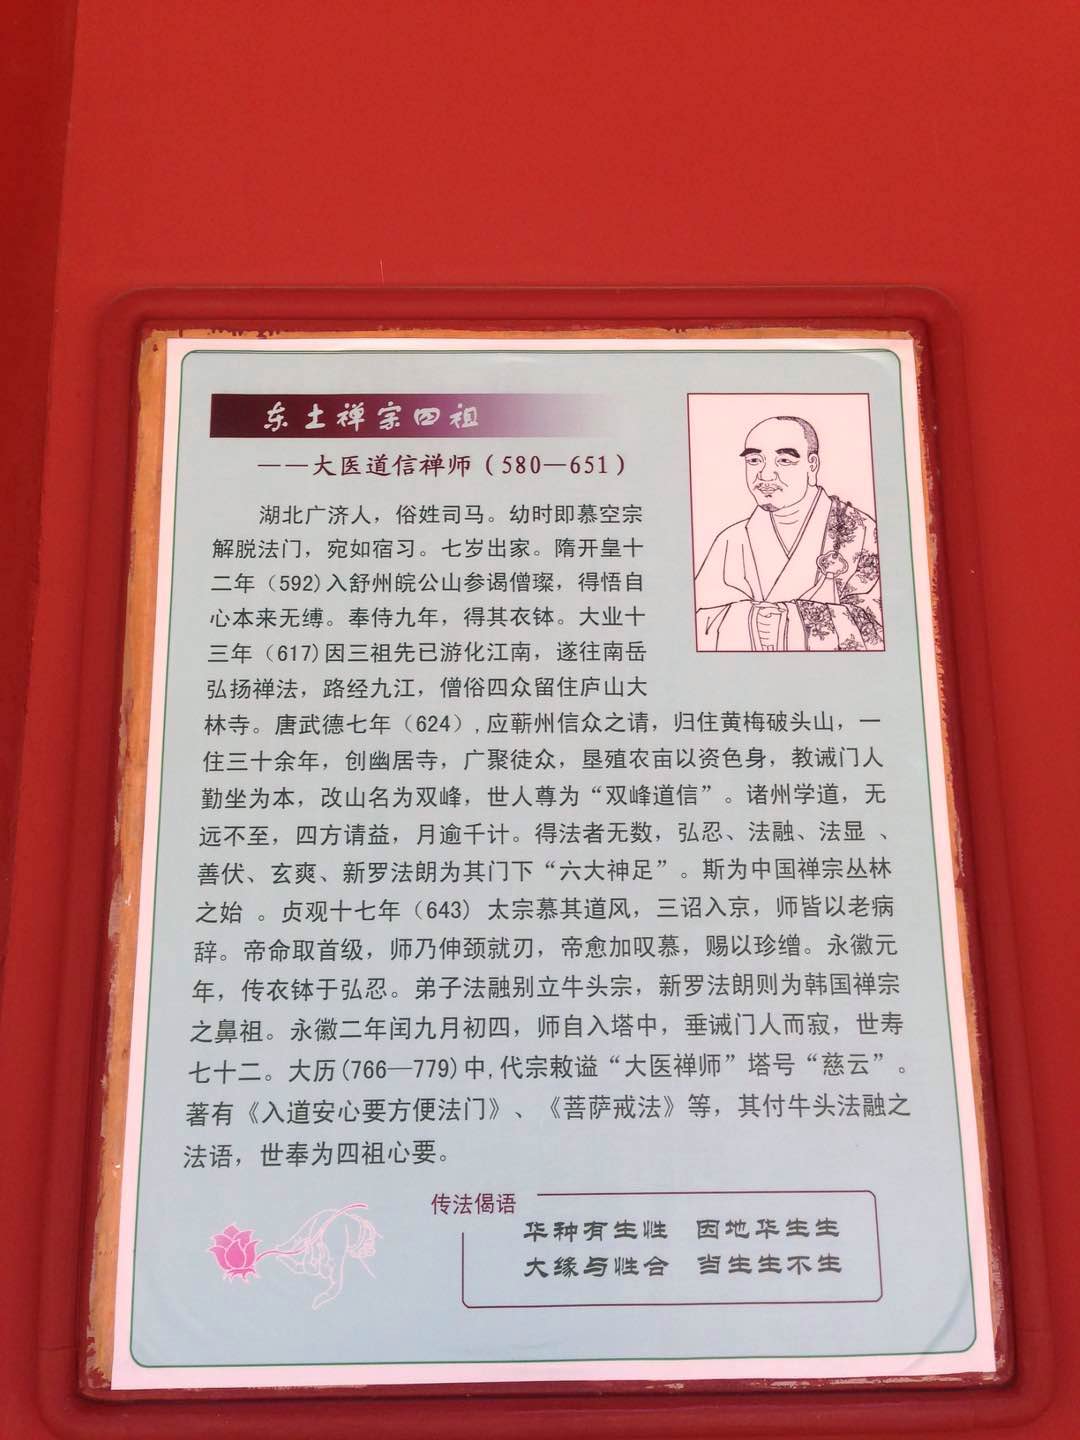 东土禅宗四祖
——大医道信禅师（580—651）
湖北广济人，俗姓司马。幼时即慕空宗
解脱法门，宛如宿习。七岁出家。隋开皇十
二年（592)入舒州皖公山参谒僧璨，得悟自
心本来无缚。奉侍九年，得其衣钵。大业十
三年（617)因三祖先已游化江南，遂往南岳
弘扬禅法，路经九江，僧俗四众留住庐山大
林寺。唐武德七年（624）,应蕲州信众之请，归住黄梅破头山，一
住三十余年，创幽居寺，广聚徒众，垦殖农亩以资色身，教诫门人
勤坐为本，改山名为双峰，世人尊为“双峰道信”。诸州学道，无
远不至，四方请益，月逾千计。得法者无数，弘忍、法融、法显 、
善伏、玄爽、新罗法朗为其门下“六大神足”。斯为中国禅宗丛林
之始 。贞观十七年（643) 太宗慕其道风，三诏入京，师皆以老病
辞。帝命取首级，师乃伸颈就刃，帝愈加叹慕，赐以珍缯。永徽元
年，传衣钵于弘忍。弟子法融别立牛头宗，新罗法朗则为韩国禅宗
之鼻祖。永徽二年闰九月初四，师自入塔中，垂诫门人而寂，世寿
七十二。大历(766—779)中,代宗敕谥“大医禅师”塔号“慈云”。
著有《入道安心要方便法门》、《菩萨戒法》等，其付牛头法融之
法语，世奉为四祖心要。
传法偈语
华种有生性 因地华生生
大缘与性合 当生生不生